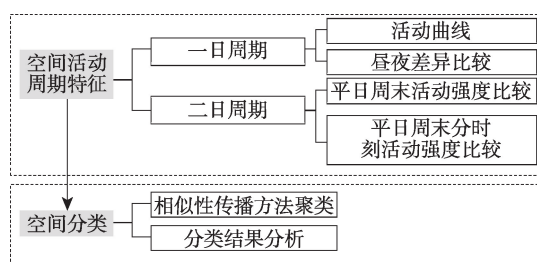 空间活动
周期特征
一日周期
活动曲线
昼夜差异比较
二日周期
平日周末活动强度比较
平日周末分时
刻活动强度比较
空间分类
相似性传播方法聚类
分类结果分析